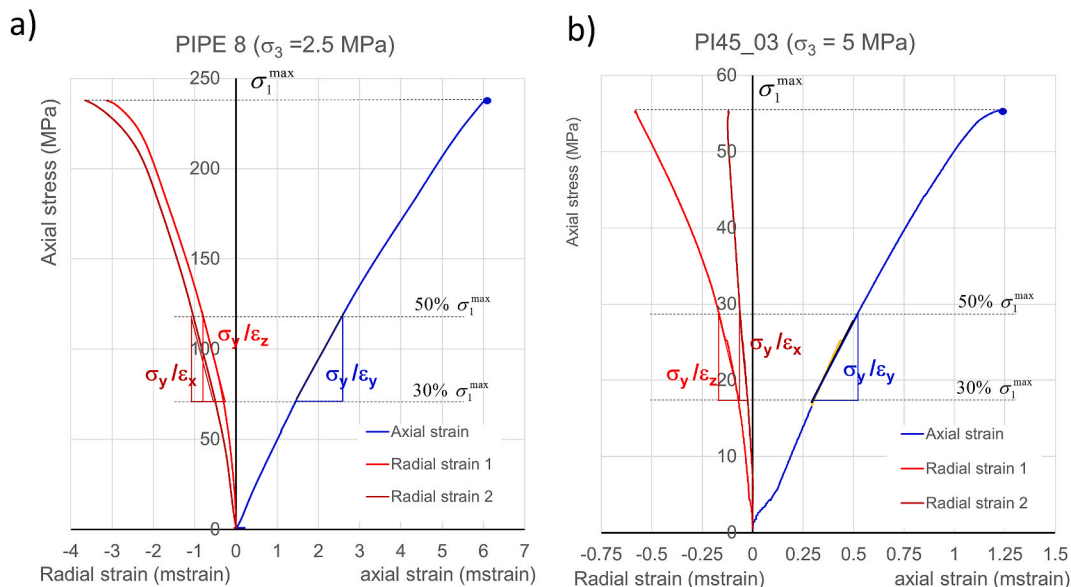 a)
PIPE 8 (σ₃ =2.5 MPa)
σ₁ᵐᵃˣ
Axial stress (MPa)
250
200
150
100
50
0
50% σ₁ᵐᵃˣ
30% σ₁ᵐᵃˣ
σy/εz
σy/εx
σy/εy
Axial strain
Radial strain 1
Radial strain 2
-4 -3 -2 -1 0 1 2 3 4 5 6 7
Radial strain (mstrain) axial strain (mstrain)
b)
PI45_03 (σ₃ = 5 MPa)
σ₁ᵐᵃˣ
Axial stress (MPa)
60
50
40
30
20
10
0
50% σ₁ᵐᵃˣ
30% σ₁ᵐᵃˣ
σy/εx
σy/εz
σy/εy
Axial strain
Radial strain 1
Radial strain 2
-0.75 -0.5 -0.25 0 0.25 0.5 0.75 1 1.25 1.5
Radial strain (mstrain) axial strain (mstrain)